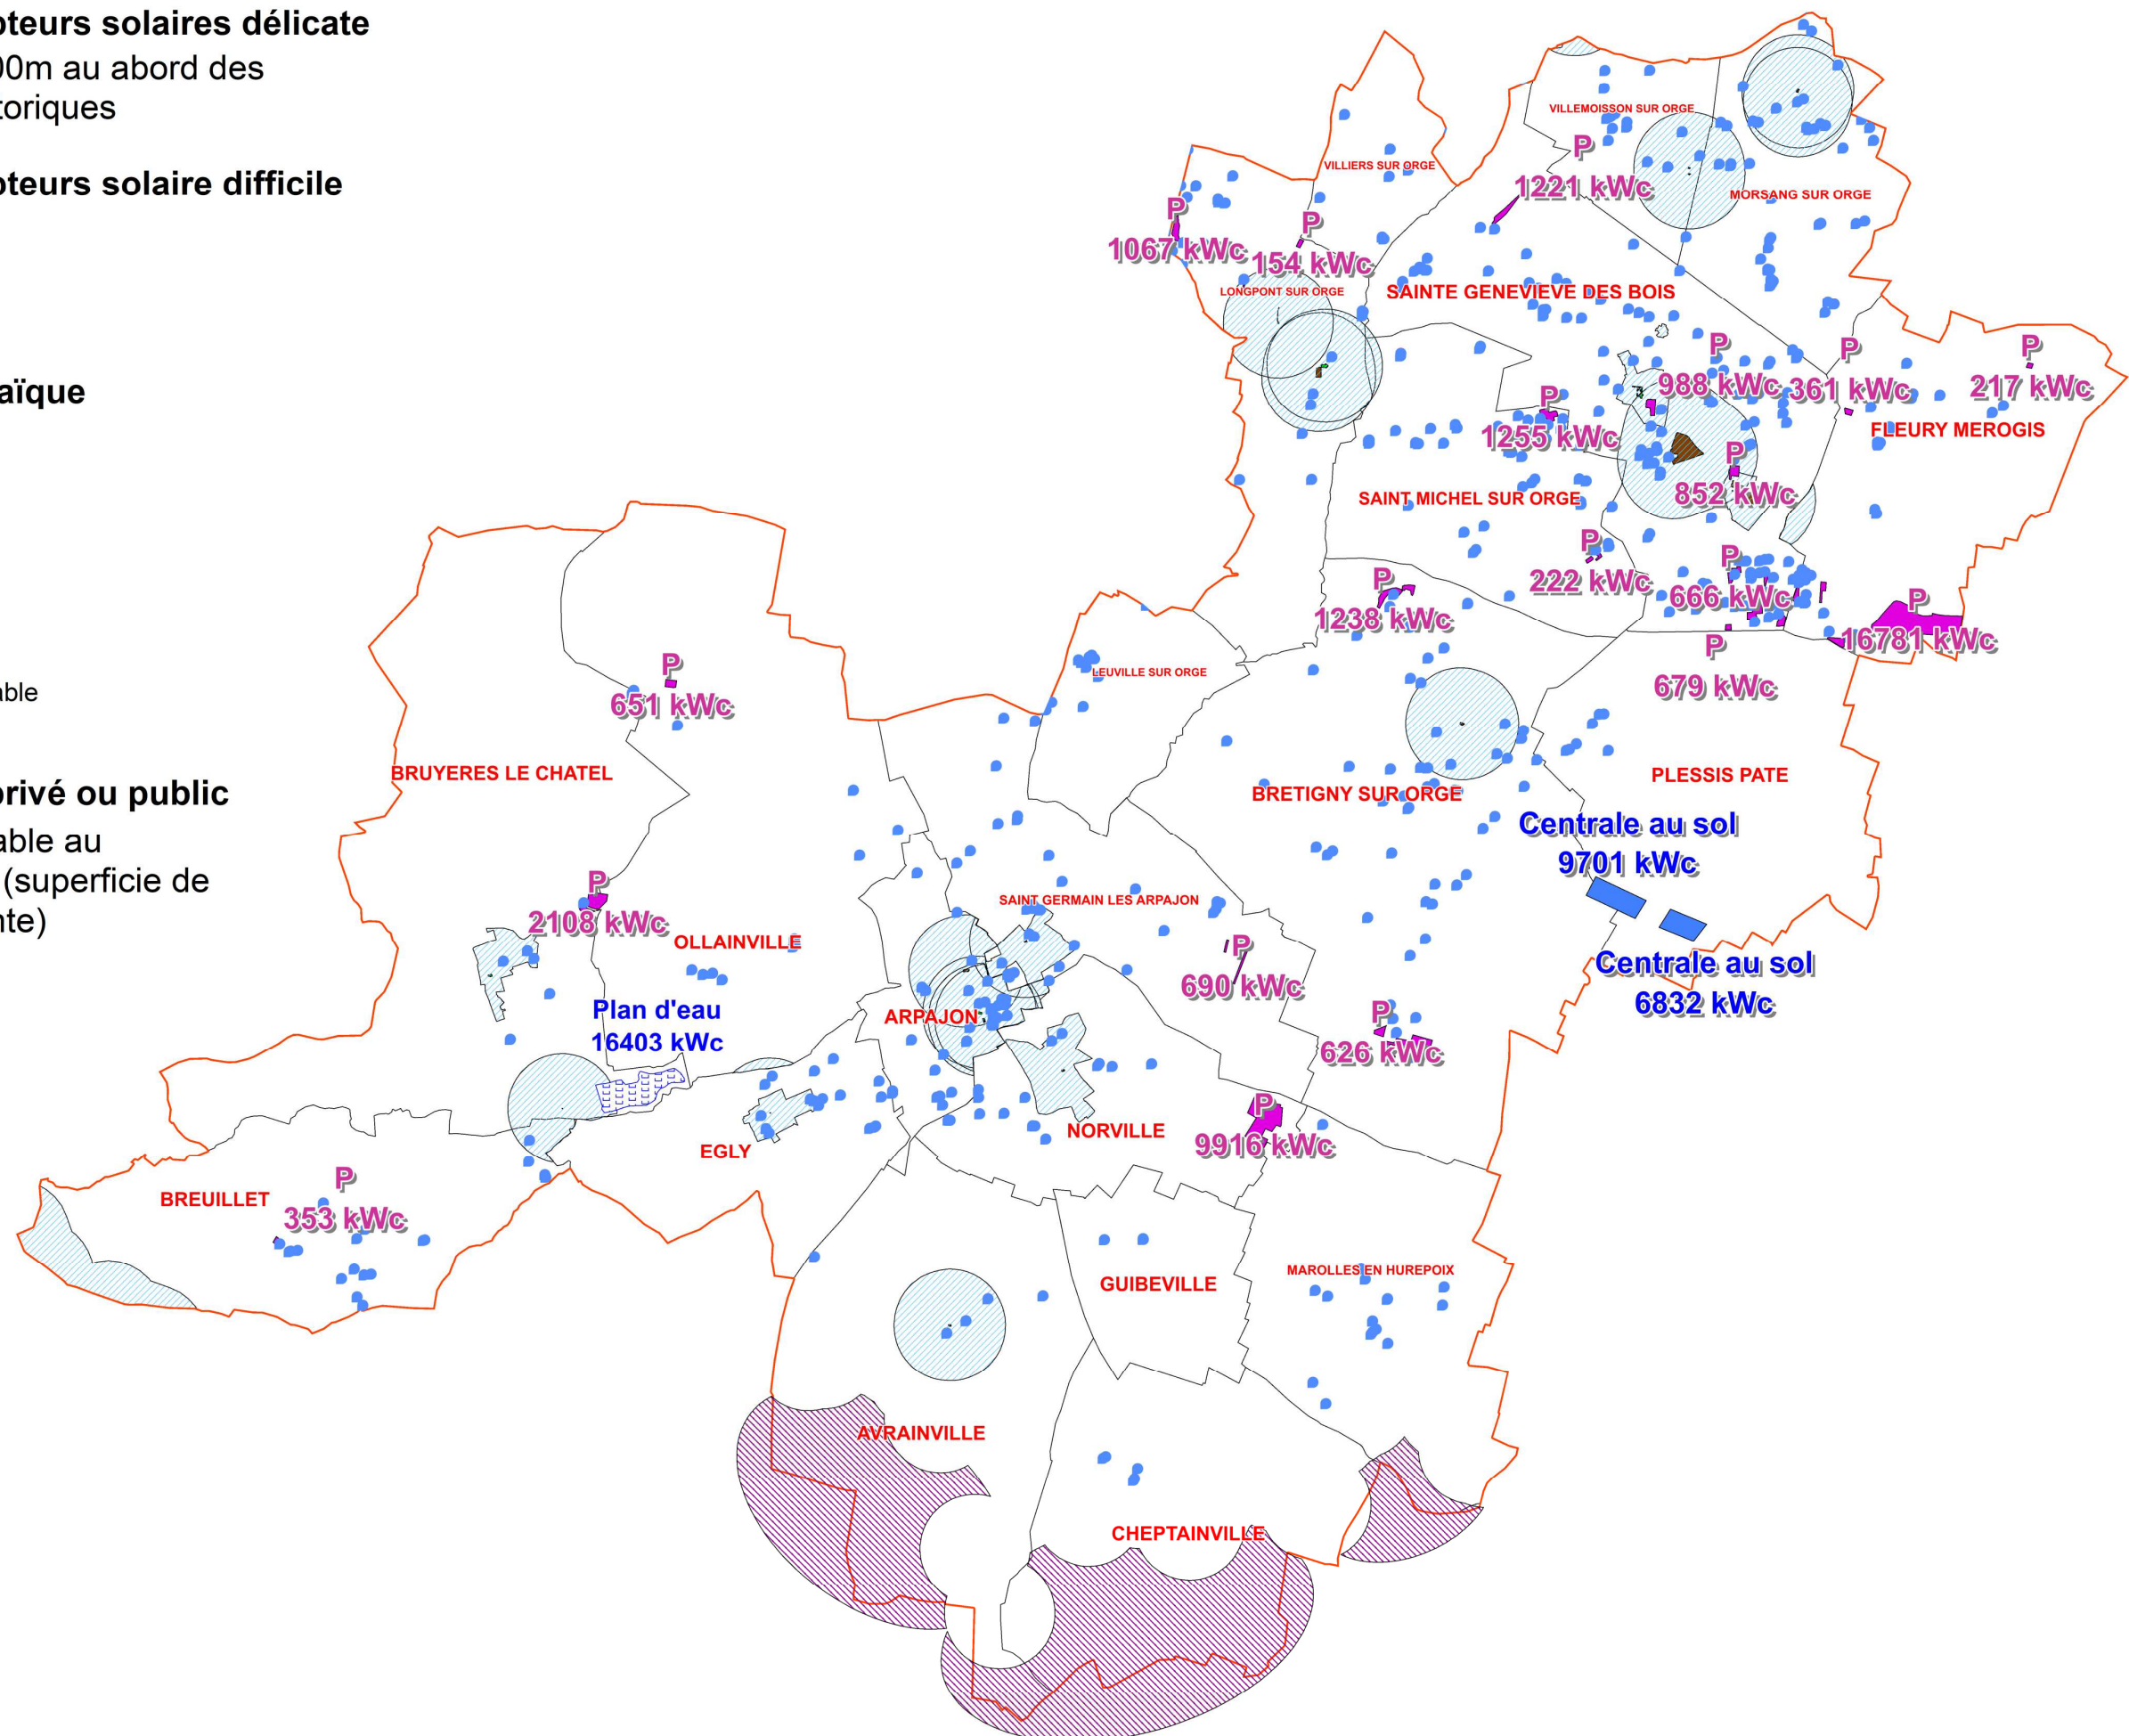 pteurs solaires délicate
00m au abord des
toriques
pteurs solaire difficile
aïque
able
privé ou public
able au
(superficie de
nte)
VILLEMOISSON SUR ORGE
VILLIERS SUR ORGE
P
1221 kWc
MORSANG SUR ORGE
P
1067 kWc
P
154 kWc
LONGPONT SUR ORGE
SAINTE GENEVIEVE DES BOIS
P
988 kWc
P
361 kWc
P
217 kWc
P
1255 kWc
FLEURY MEROGIS
P
852 kWc
SAINT MICHEL SUR ORGE
P
222 kWc
P
666 kWc
P
1238 kWc
P
16781 kWc
P
679 kWc
LEUVILLE SUR ORGE
P
651 kWc
BRUYERES LE CHATEL
PLESSIS PATE
BRETIGNY SUR ORGE
Centrale au sol
9701 kWc
P
2108 kWc
SAINT GERMAIN LES ARPAJON
OLLAINVILLE
P
690 kWc
Centrale au sol
6832 kWc
Plan d'eau
16403 kWc
ARPAJON
P
626 kWc
P
9916 kWc
NORVILLE
EGLY
BREUILLET
P
353 kWc
GUIBEVILLE
MAROLLES EN HUREPOIX
AVRAINVILLE
CHEPTAINVILLE